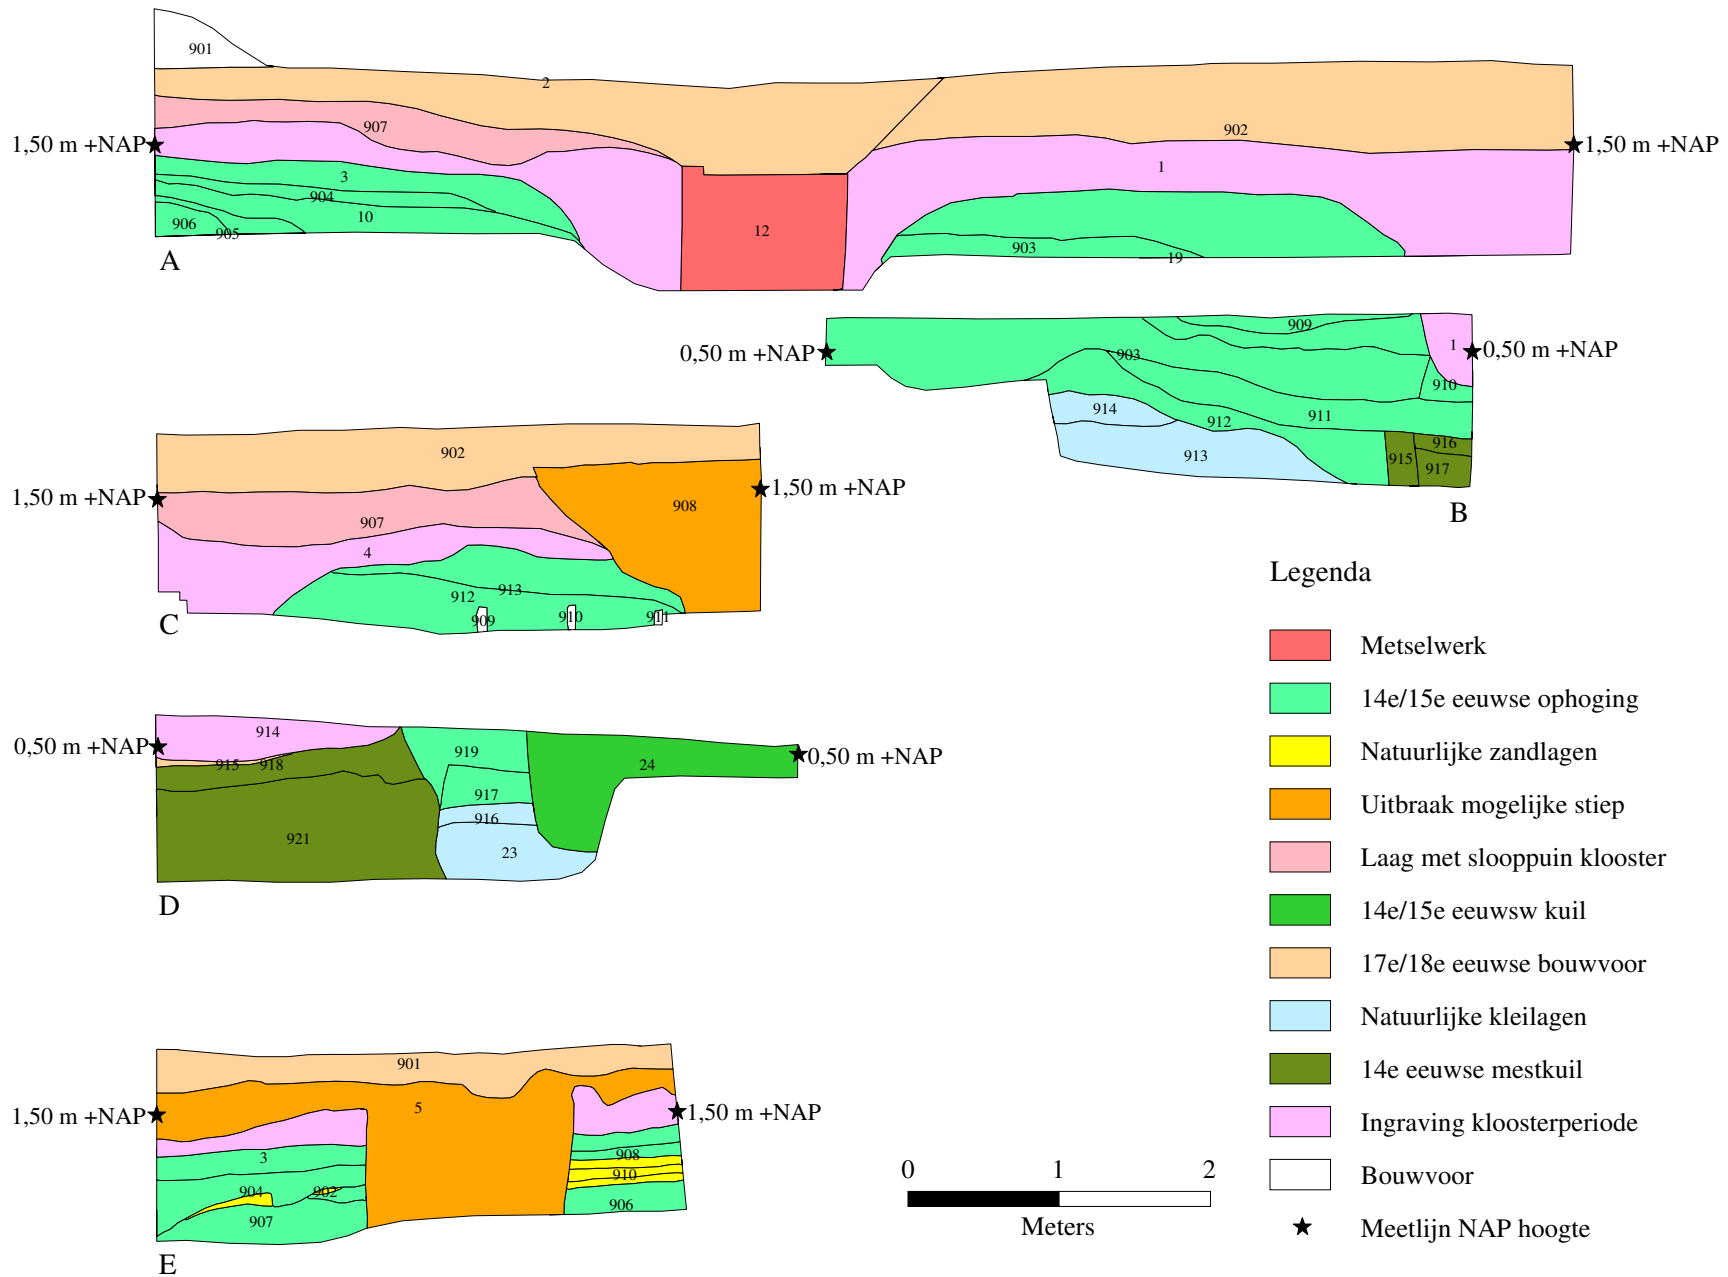 901
2
907
902
1,50 m +NAP
1,50 m +NAP
1
3
904
10
906
905
12
903
19
A
909
0,50 m +NAP
903
1
0,50 m +NAP
910
914
912
911
913
915
916
917
B
902
1,50 m +NAP
1,50 m +NAP
907
908
4
912
913
909
910
911
C
914
0,50 m +NAP
915
918
919
24
0,50 m +NAP
917
916
921
23
D
901
1,50 m +NAP
5
1,50 m +NAP
3
908
904
902
910
907
906
E
Legenda
Metselwerk
14e/15e eeuwse ophoging
Natuurlijke zandlagen
Uitbraak mogelijke stiep
Laag met slooppuin klooster
14e/15e eeuwsw kuil
17e/18e eeuwse bouwvoor
Natuurlijke kleilagen
14e eeuwse mestkuil
Ingraving kloosterperiode
Bouwvoor
Meetlijn NAP hoogte
0 1 2
Meters